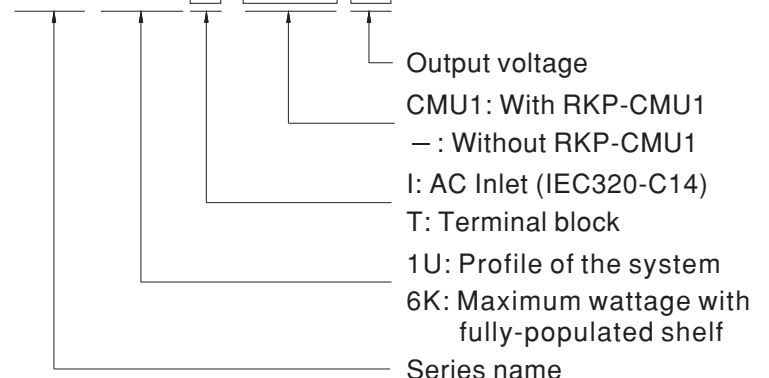 Output voltage
CMU1: With RKP-CMU1
–: Without RKP-CMU1
I: AC Inlet (IEC320-C14)
T: Terminal block
1U: Profile of the system
6K: Maximum wattage with
fully-populated shelf
Series name